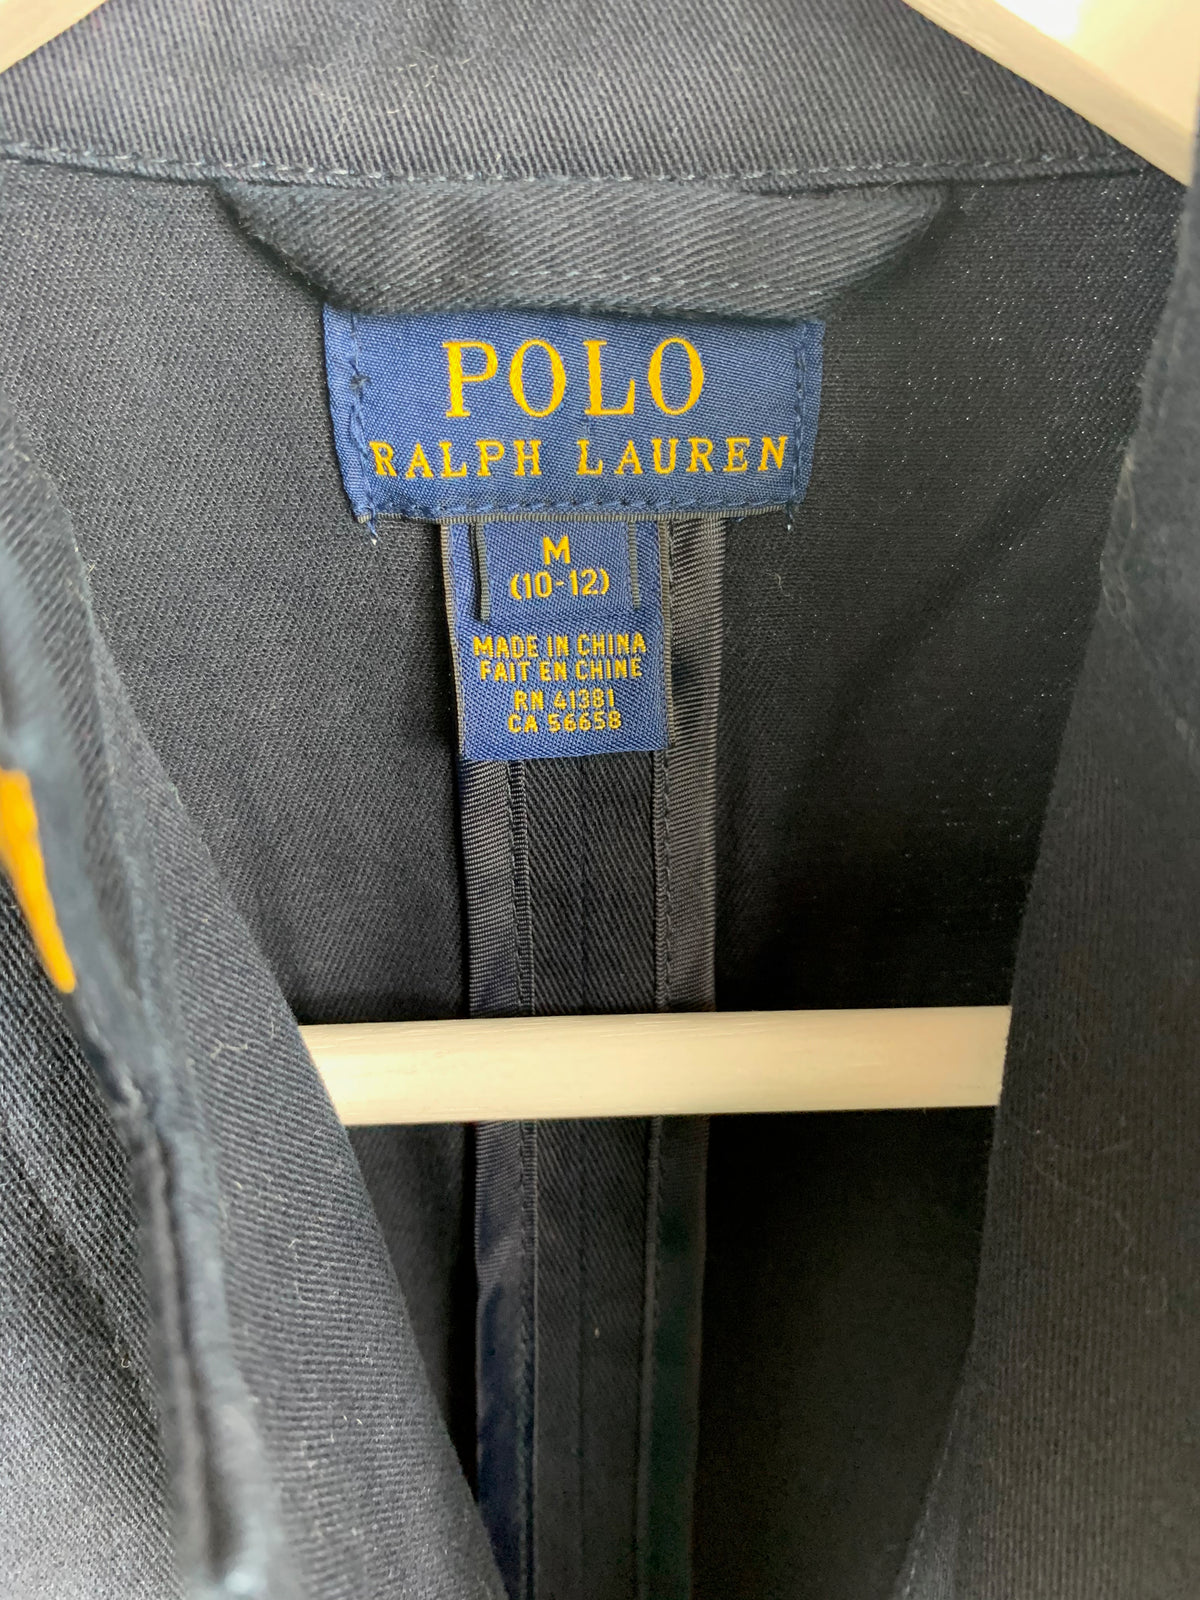 POLO
RALPH LAUREN
M
(10-12)
MADE IN CHINA
FAIT EN CHINE
RN 41381
CA 56658